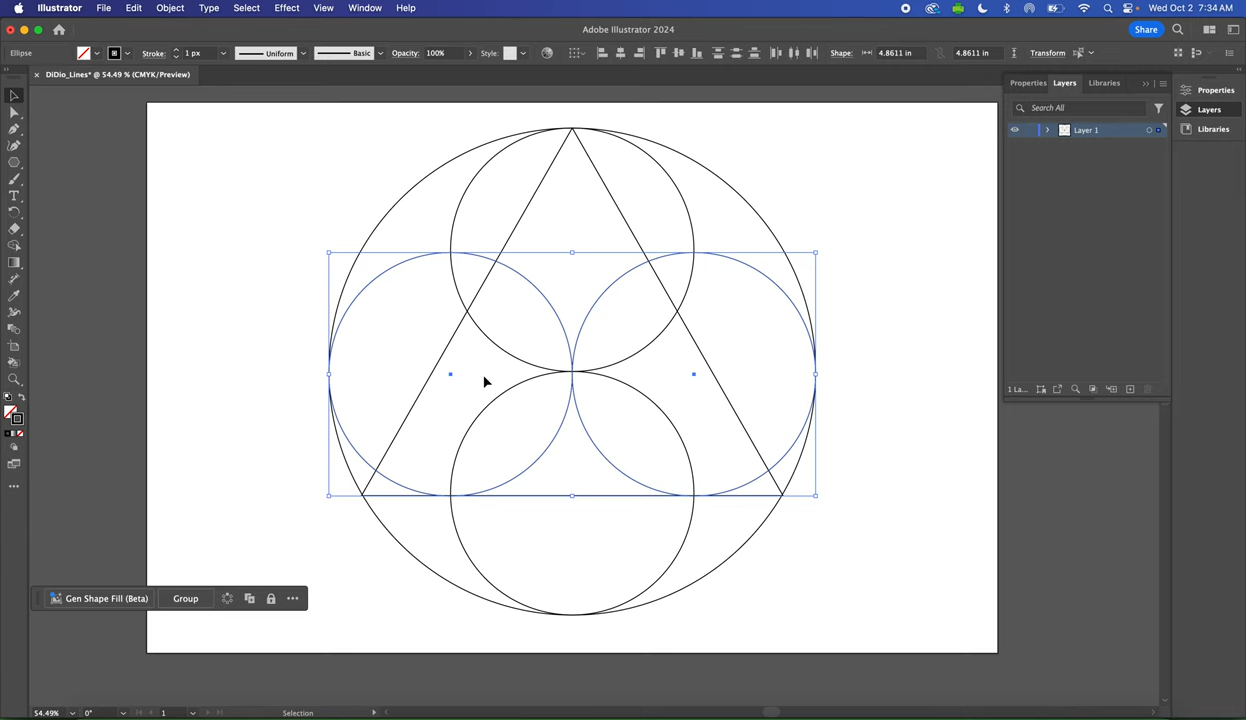 Illustrator File Edit Object Type Select Effect View Window Help Wed Oct 2 7:34 AM
Adobe Illustrator 2024 Share
Ellipse Stroke: 1 px Uniform Basic Opacity: 100% Style: Shape: 4.8611 in 4.8611 in Transform
DiDio_Lines* @ 54.49 % (CMYK/Preview)
Properties Layers Libraries
Properties
Search All
Layers
Layer 1
Libraries
1 La...
Gen Shape Fill (Beta) Group
54.49% 0° 1 Selection